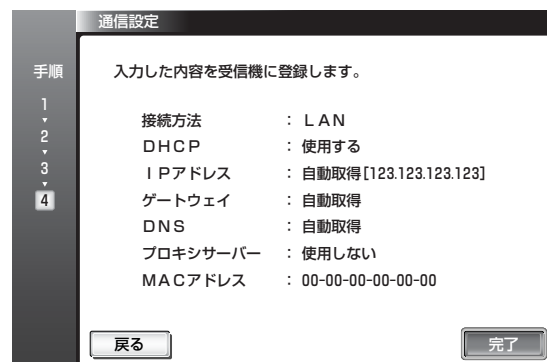 通信設定
手順
1
2
3
4
入力した内容を受信機に登録します。
接続方法 : LAN
DHCP : 使用する
IPアドレス : 自動取得[123.123.123.123]
ゲートウェイ : 自動取得
DNS : 自動取得
プロキシサーバー : 使用しない
MACアドレス : 00-00-00-00-00-00
戻る 完了